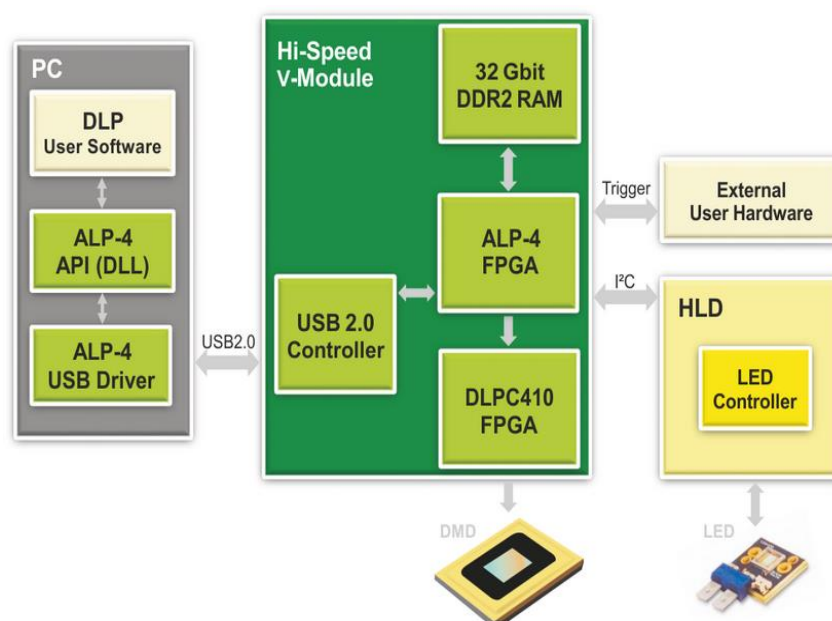 PC
DLP
User Software
ALP-4
API (DLL)
ALP-4
USB Driver
USB2.0
Hi-Speed
V-Module
32 Gbit
DDR2 RAM
ALP-4
FPGA
USB 2.0
Controller
DLPC410
FPGA
Trigger
External
User Hardware
I²C
HLD
LED
Controller
DMD
LED